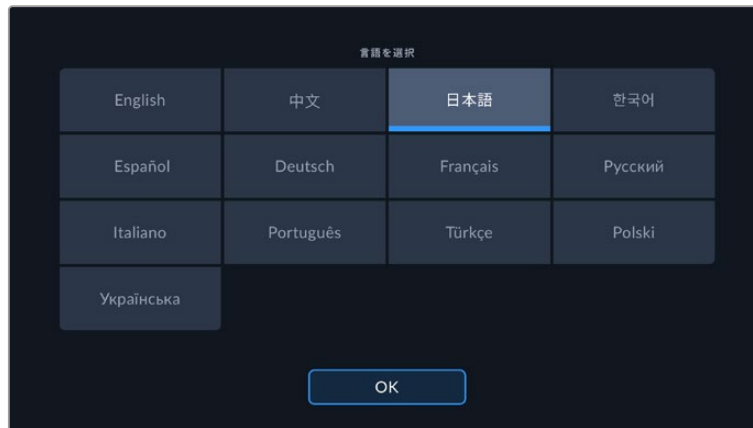 言語を選択
English 中文 日本語 한국어
Español Deutsch Français Русский
Italiano Português Türkçe Polski
Українська
OK